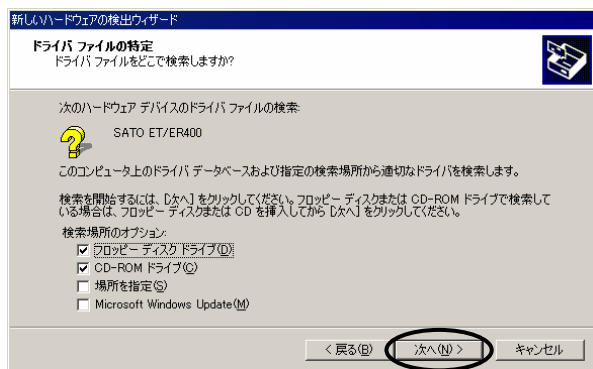 新しいハードウェアの検出ウィザード
ドライバ ファイルの特定
ドライバ ファイルをどこで検索しますか?
次のハードウェア デバイスのドライバ ファイルの検索:
SATO ET/ER400
このコンピュータ上のドライバ データベースおよび指定の検索場所から適切なドライバを検索します。
検索を開始するには、[次へ] をクリックしてください。フロッピー ディスクまたは CD-ROM ドライブで検索して
いる場合は、フロッピー ディスクまたは CD を挿入してから [次へ] をクリックしてください。
検索場所のオプション:
フロッピー ディスク ドライブ(D)
CD-ROM ドライブ(C)
場所を指定(S)
Microsoft Windows Update(M)
< 戻る(B) 次へ(N) > キャンセル